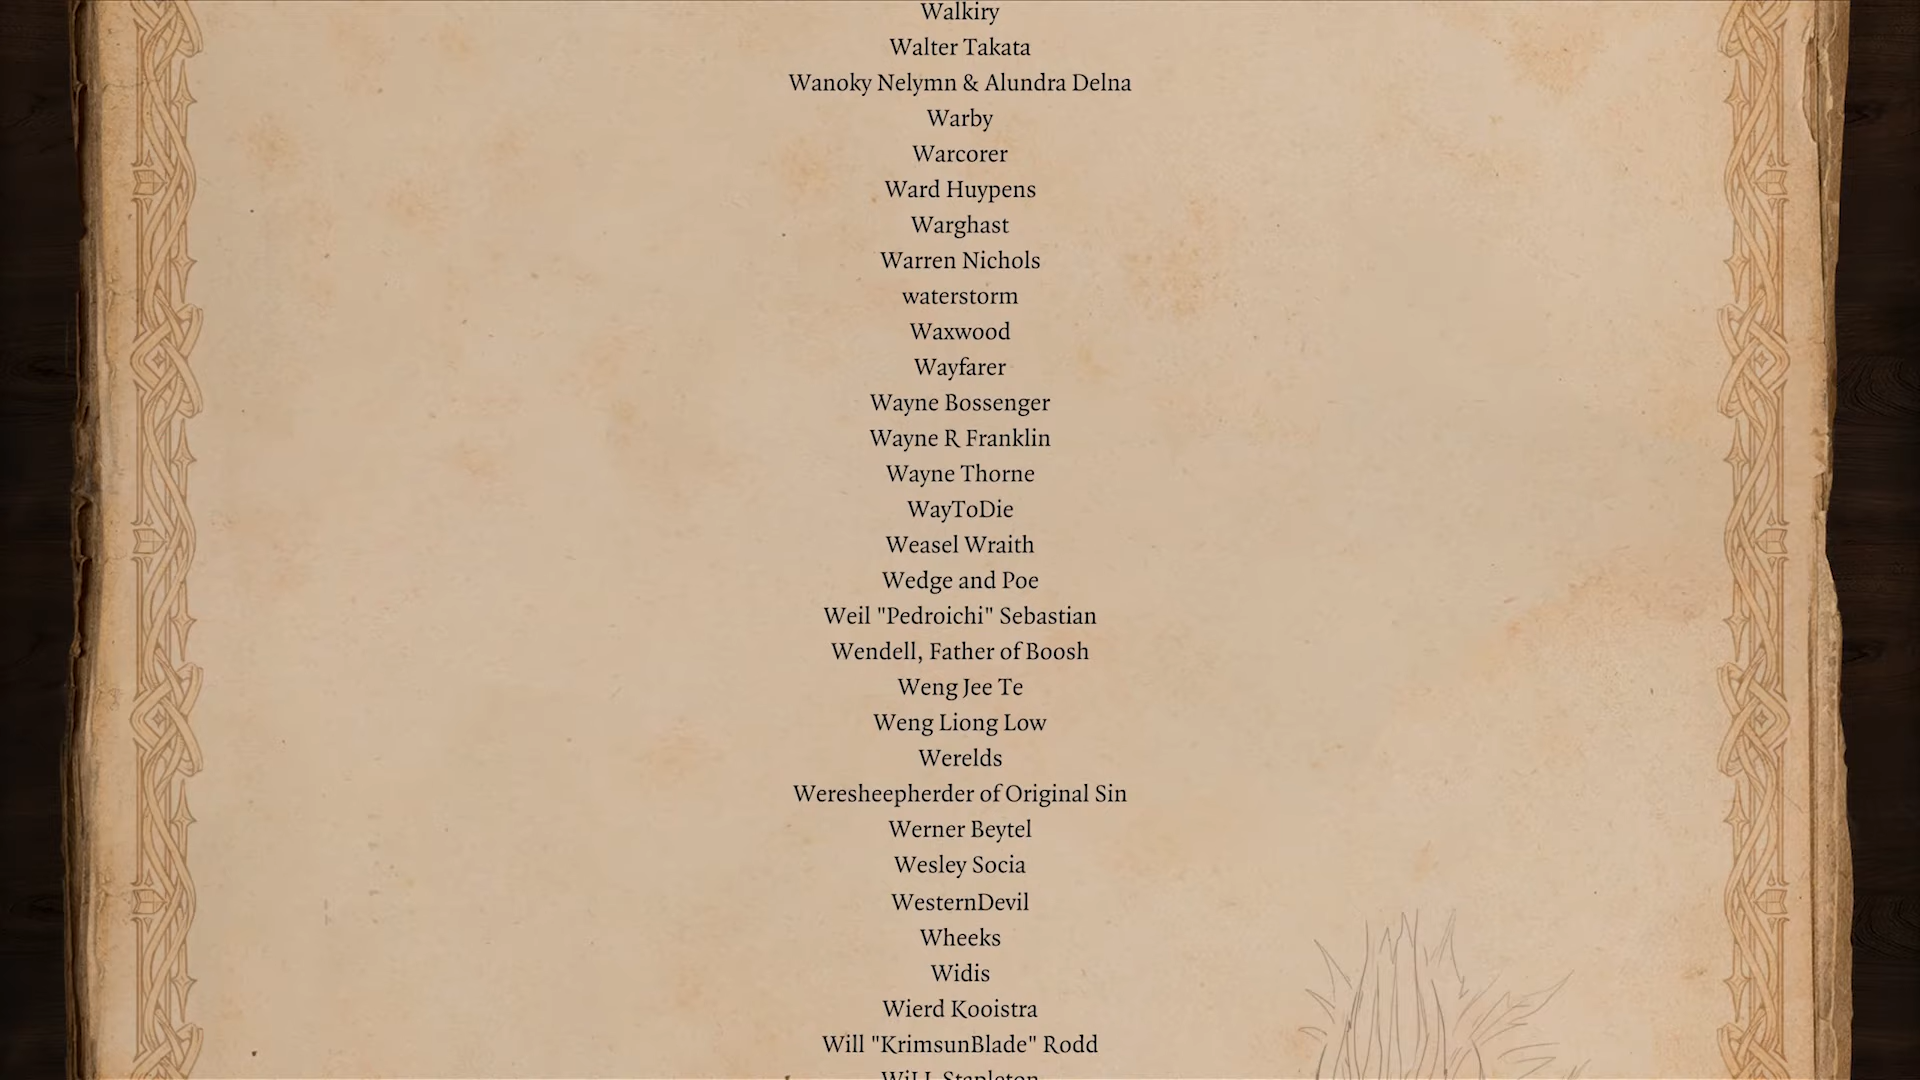 Walkiry
Walter Takata
Wanoky Nelymn & Alundra Delna
Warby
Warcorer
Ward Huypens
Warghast
Warren Nichols
waterstorm
Waxwood
Wayfarer
Wayne Bossenger
Wayne R Franklin
Wayne Thorne
WayToDie
Weasel Wraith
Wedge and Poe
Weil "Pedroichi" Sebastian
Wendell, Father of Boosh
Weng Jee Te
Weng Liong Low
Werelds
Weresheepherder of Original Sin
Werner Beytel
Wesley Socia
WesternDevil
Wheeks
Widis
Wierd Kooistra
Will "KrimsunBlade" Rodd
Stapleton